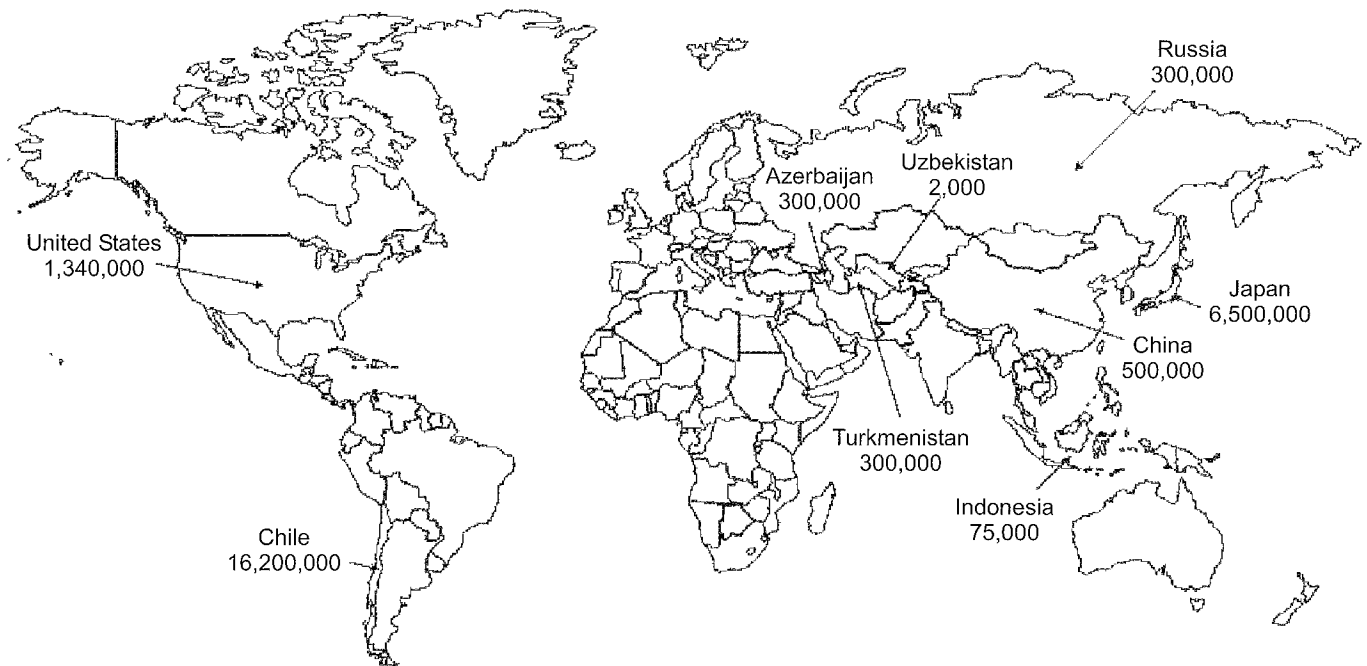 Russia
300,000
Uzbekistan
2,000
Azerbaijan
300,000
United States
1,340,000
Japan
6,500,000
China
500,000
Turkmenistan
300,000
Indonesia
75,000
Chile
16,200,000